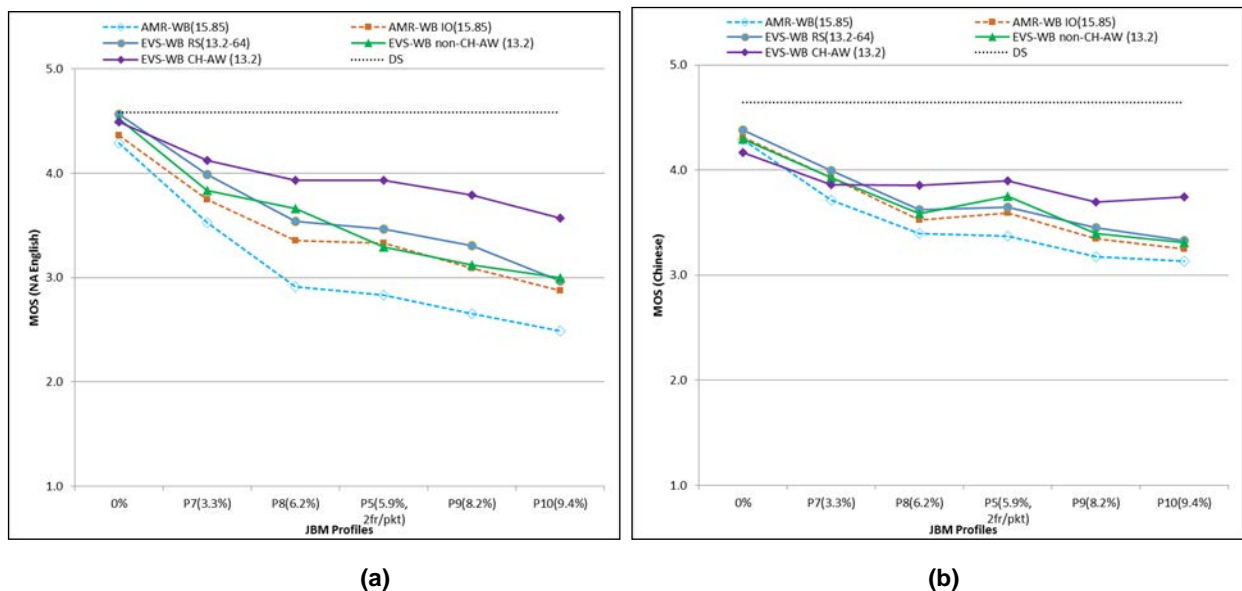 AMR-WB(15.85) AMR-WB IO(15.85)
EVS-WB RS(13.2-64) EVS-WB non-CH-AW (13.2)
EVS-WB CH-AW (13.2) DS
5.0
4.0
3.0
2.0
1.0
MOS (NA English)
0% P7(3.3%) P8(6.2%) P5(5.9%, P9(8.2%) P10(9.4%)
2fr/pkt)
JBM Profiles
(a)
AMR-WB(15.85) AMR-WB IO(15.85)
EVS-WB RS(13.2-64) EVS-WB non-CH-AW (13.2)
EVS-WB CH-AW (13.2) DS
5.0
4.0
3.0
2.0
1.0
MOS (Chinese)
0% P7(3.3%) P8(6.2%) P5(5.9%, P9(8.2%) P10(9.4%)
2fr/pkt)
JBM Profiles
(b)